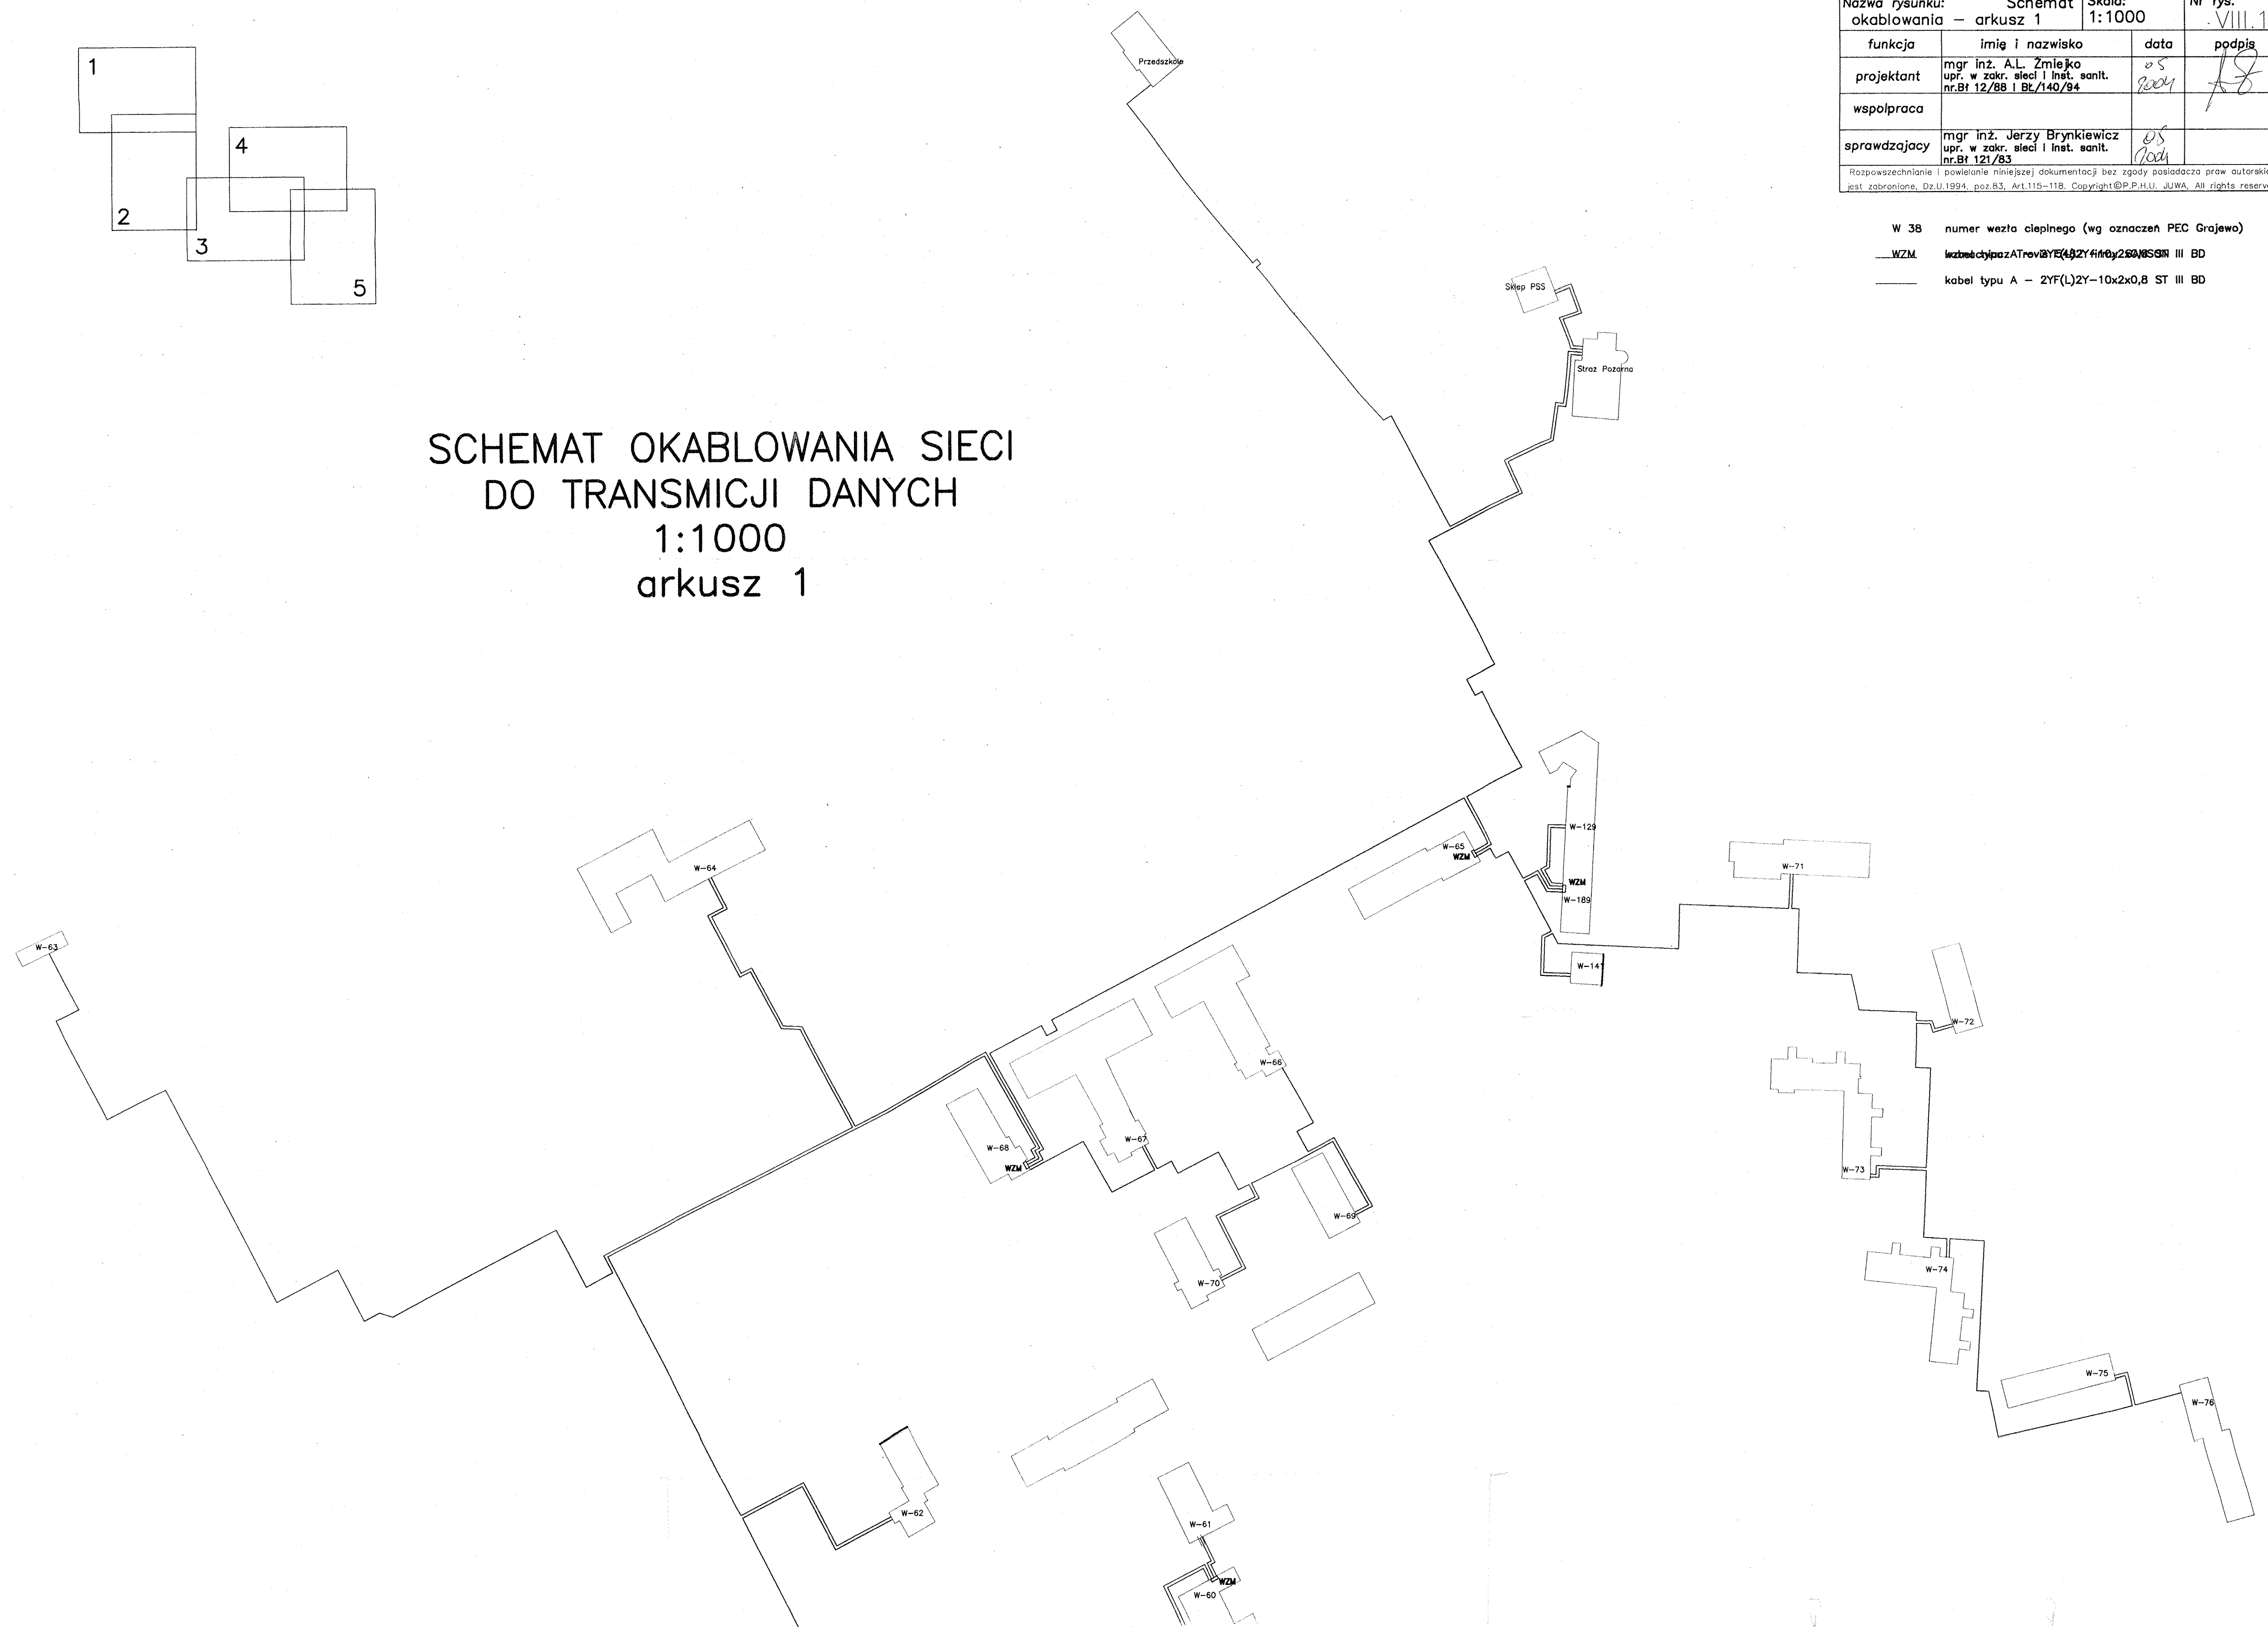 Nazwa rysunku: Schemat
okablowania – arkusz 1
Skala:
1:1000
Nr rys.
VIII.1
funkcja imię i nazwisko data podpis
projektant
mgr inż. A.L. Żmiejko
upr. w zakr. sieci i inst. sanit.
nr.Bł 12/88 i BŁ/140/94
05
2004
wspolpraca
sprawdzajacy
mgr inż. Jerzy Brynkiewicz
upr. w zakr. sieci i inst. sanit.
nr.Bł 121/83
05
2004
Rozpowszechnianie i powielanie niniejszej dokumentacji bez zgody posiadacza praw
jest zabronione, Dz.U.1994, poz.83, Art.115–118. Copyright©P.P.H.U. JUWA, All rights
W 38 numer wezła cieplnego (wg oznaczeń PEC Grajewo)
WZM
kabel typu A – 2YF(L)2Y–10x2x0,8 ST III BD
1
2
3
4
5
SCHEMAT OKABLOWANIA SIECI
DO TRANSMICJI DANYCH
1:1000
arkusz 1
Przedszkole
Sklep PSS
Straz Pozarna
W-129
W-65
WZM
W-64
W-71
WZM
W-189
W-63
W-141
W-72
W-66
W-67
W-68
WZM
W-73
W-69
W-74
W-70
W-75
W-76
W-62
W-61
WZM
W-60